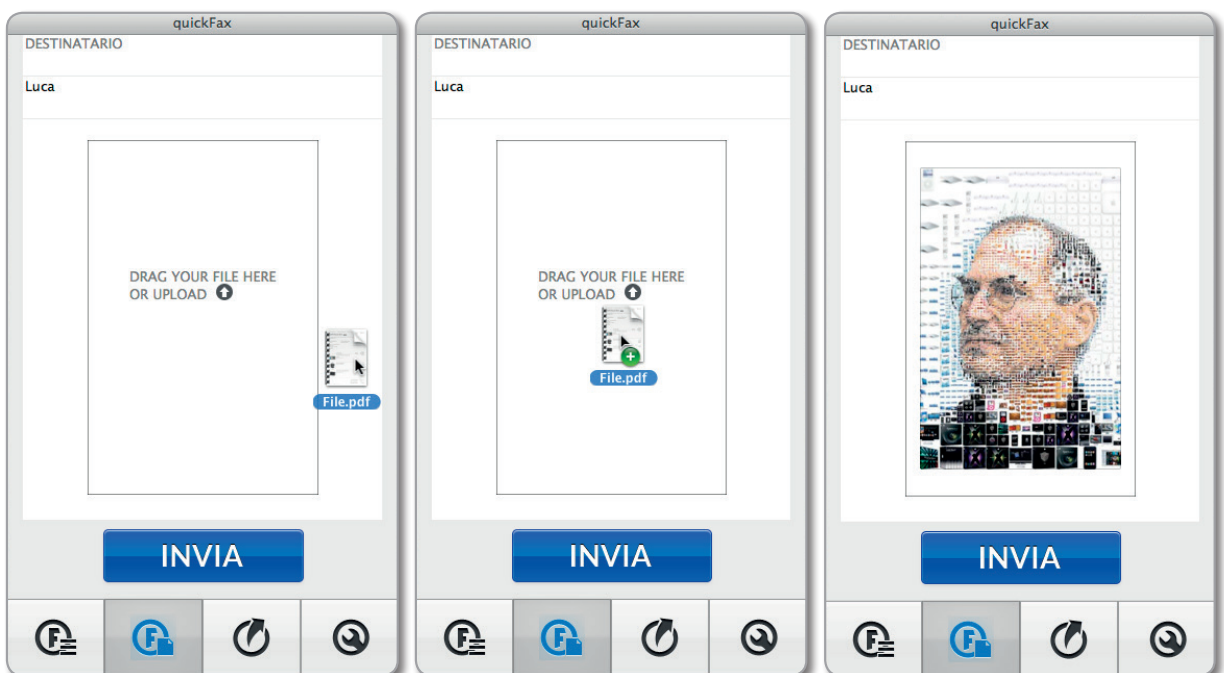 quickFax
DESTINATARIO
Luca
DRAG YOUR FILE HERE
OR UPLOAD
File.pdf
INVIA
quickFax
DESTINATARIO
Luca
DRAG YOUR FILE HERE
OR UPLOAD
File.pdf
INVIA
quickFax
DESTINATARIO
Luca
INVIA